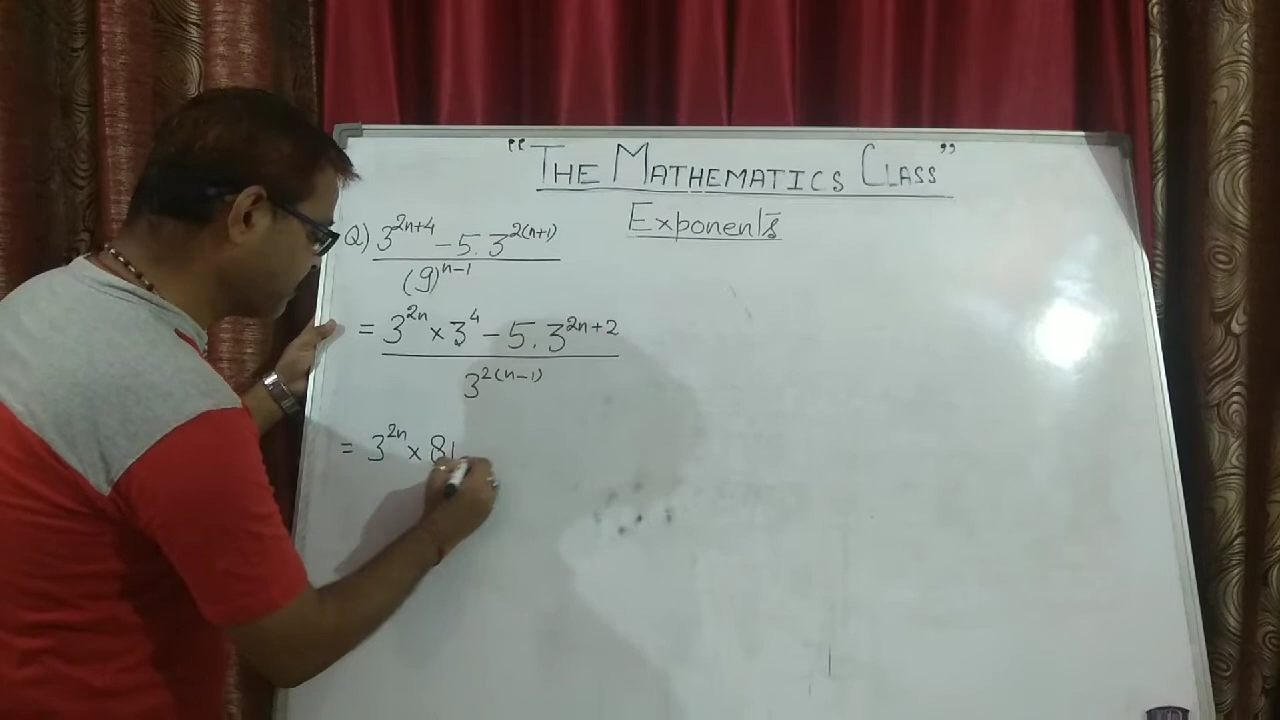 "THE MATHEMATICS CLASS"
Exponents
Q) 3^{2n+4} - 5.3^{2(n+1)}
(9)^{n-1}
= 3^{2n} × 3^4 - 5.3^{2n+2}
3^{2(n-1)}
= 3^{2n} × 81